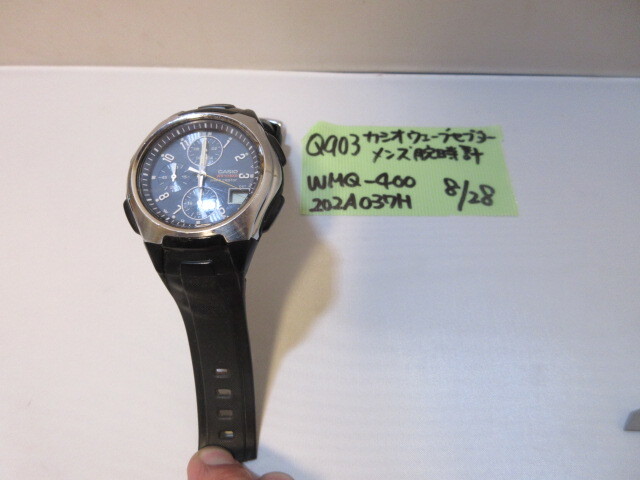 Q903 カシオウェーブセプター
メンズ腕時計
WMQ-400
202A037H 8/28
CASIO